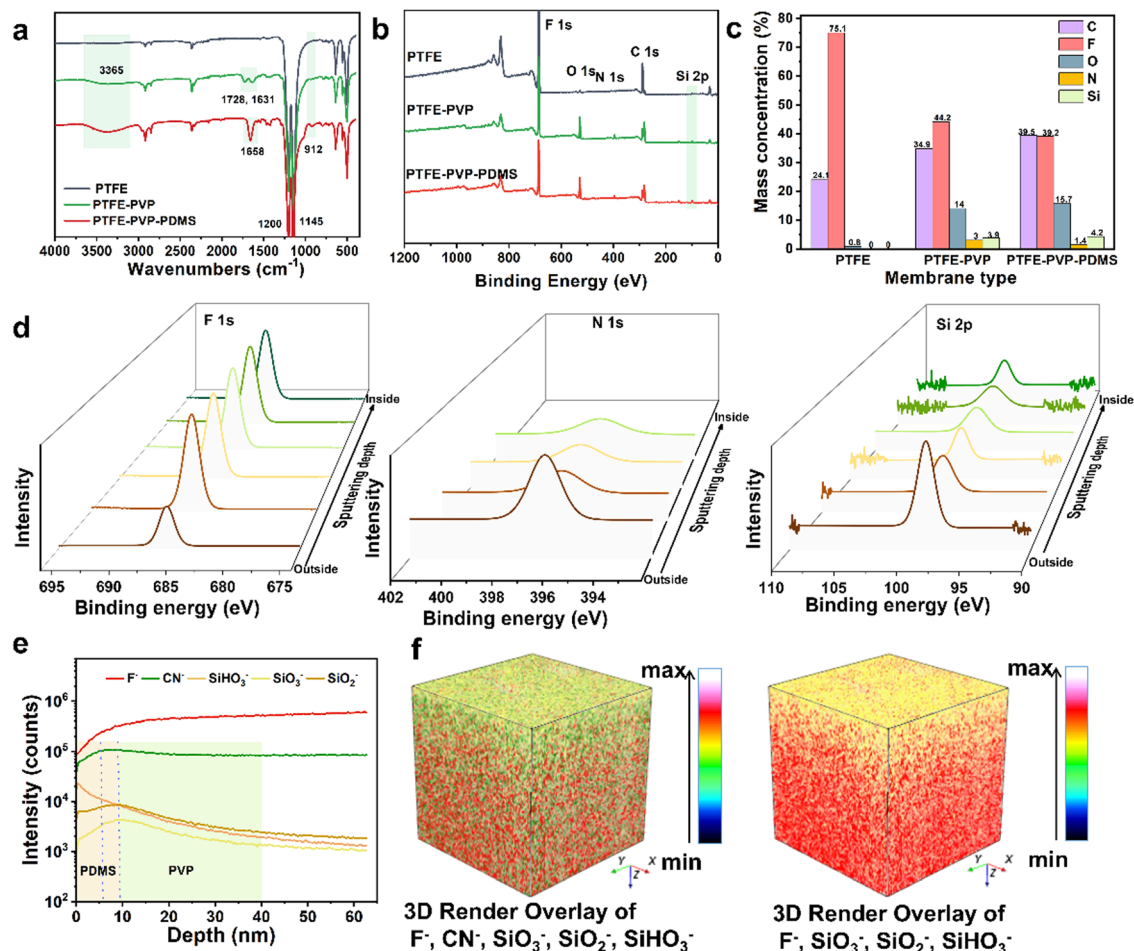 a
3365
1728, 1631
1658
912
1200
1145
PTFE
PTFE-PVP
PTFE-PVP-PDMS
4000 3500 3000 2500 2000 1500 1000 500
Wavenumbers (cm⁻¹)
b
F 1s
PTFE
O 1s N 1s
C 1s
Si 2p
PTFE-PVP
PTFE-PVP-PDMS
1200 1000 800 600 400 200 0
Binding Energy (eV)
c
Mass concentration (%)
80
70
60
50
40
30
20
10
0
C
F
O
N
Si
24.1 75.1 0.8 0 0
34.9 44.2 14 3 3.9
39.5 39.2 15.7 1.4 4.2
PTFE PTFE-PVP PTFE-PVP-PDMS
Membrane type
d
F 1s
Intensity
Inside
Sputtering depth
Outside
695 690 685 680 675
Binding energy (eV)
N 1s
Intensity
Inside
Sputtering depth
Outside
402 400 398 396 394
Binding energy (eV)
Si 2p
Intensity
Inside
Sputtering depth
Outside
110 105 100 95 90
Binding energy (eV)
e
F⁻ CN⁻ SiHO₃⁻ SiO₃⁻ SiO₂⁻
Intensity (counts)
10⁶
10⁵
10⁴
10³
10²
PDMS PVP
0 10 20 30 40 50 60
Depth (nm)
f
max
min
Y X
Z
3D Render Overlay of
F⁻, CN⁻, SiO₃⁻, SiO₂⁻, SiHO₃⁻
max
min
Y X
Z
3D Render Overlay of
F⁻, SiO₃⁻, SiO₂⁻, SiHO₃⁻